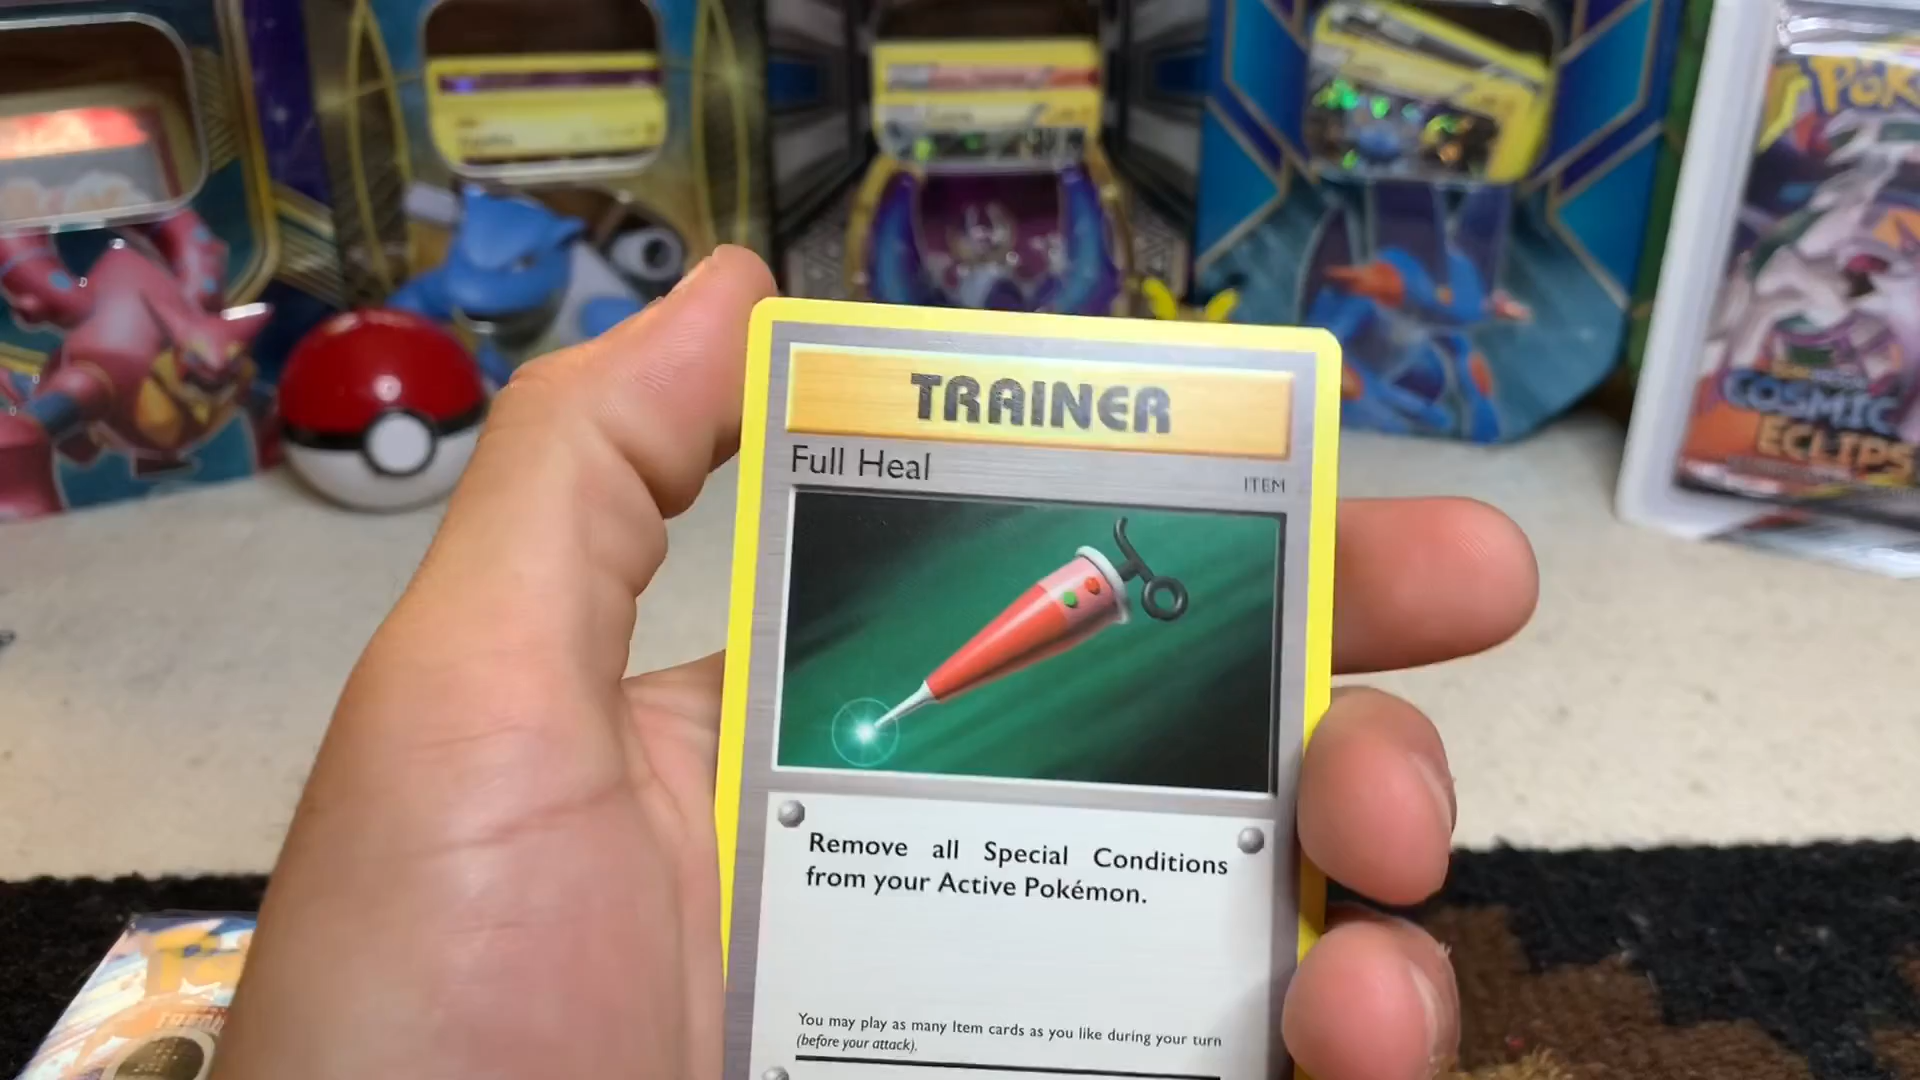 TRAINER
Full Heal
ITEM
Remove all Special Conditions
from your Active Pokémon.
You may play as many Item cards as you like during your turn
(before your attack).
POK
COSMIC
ECLIPS